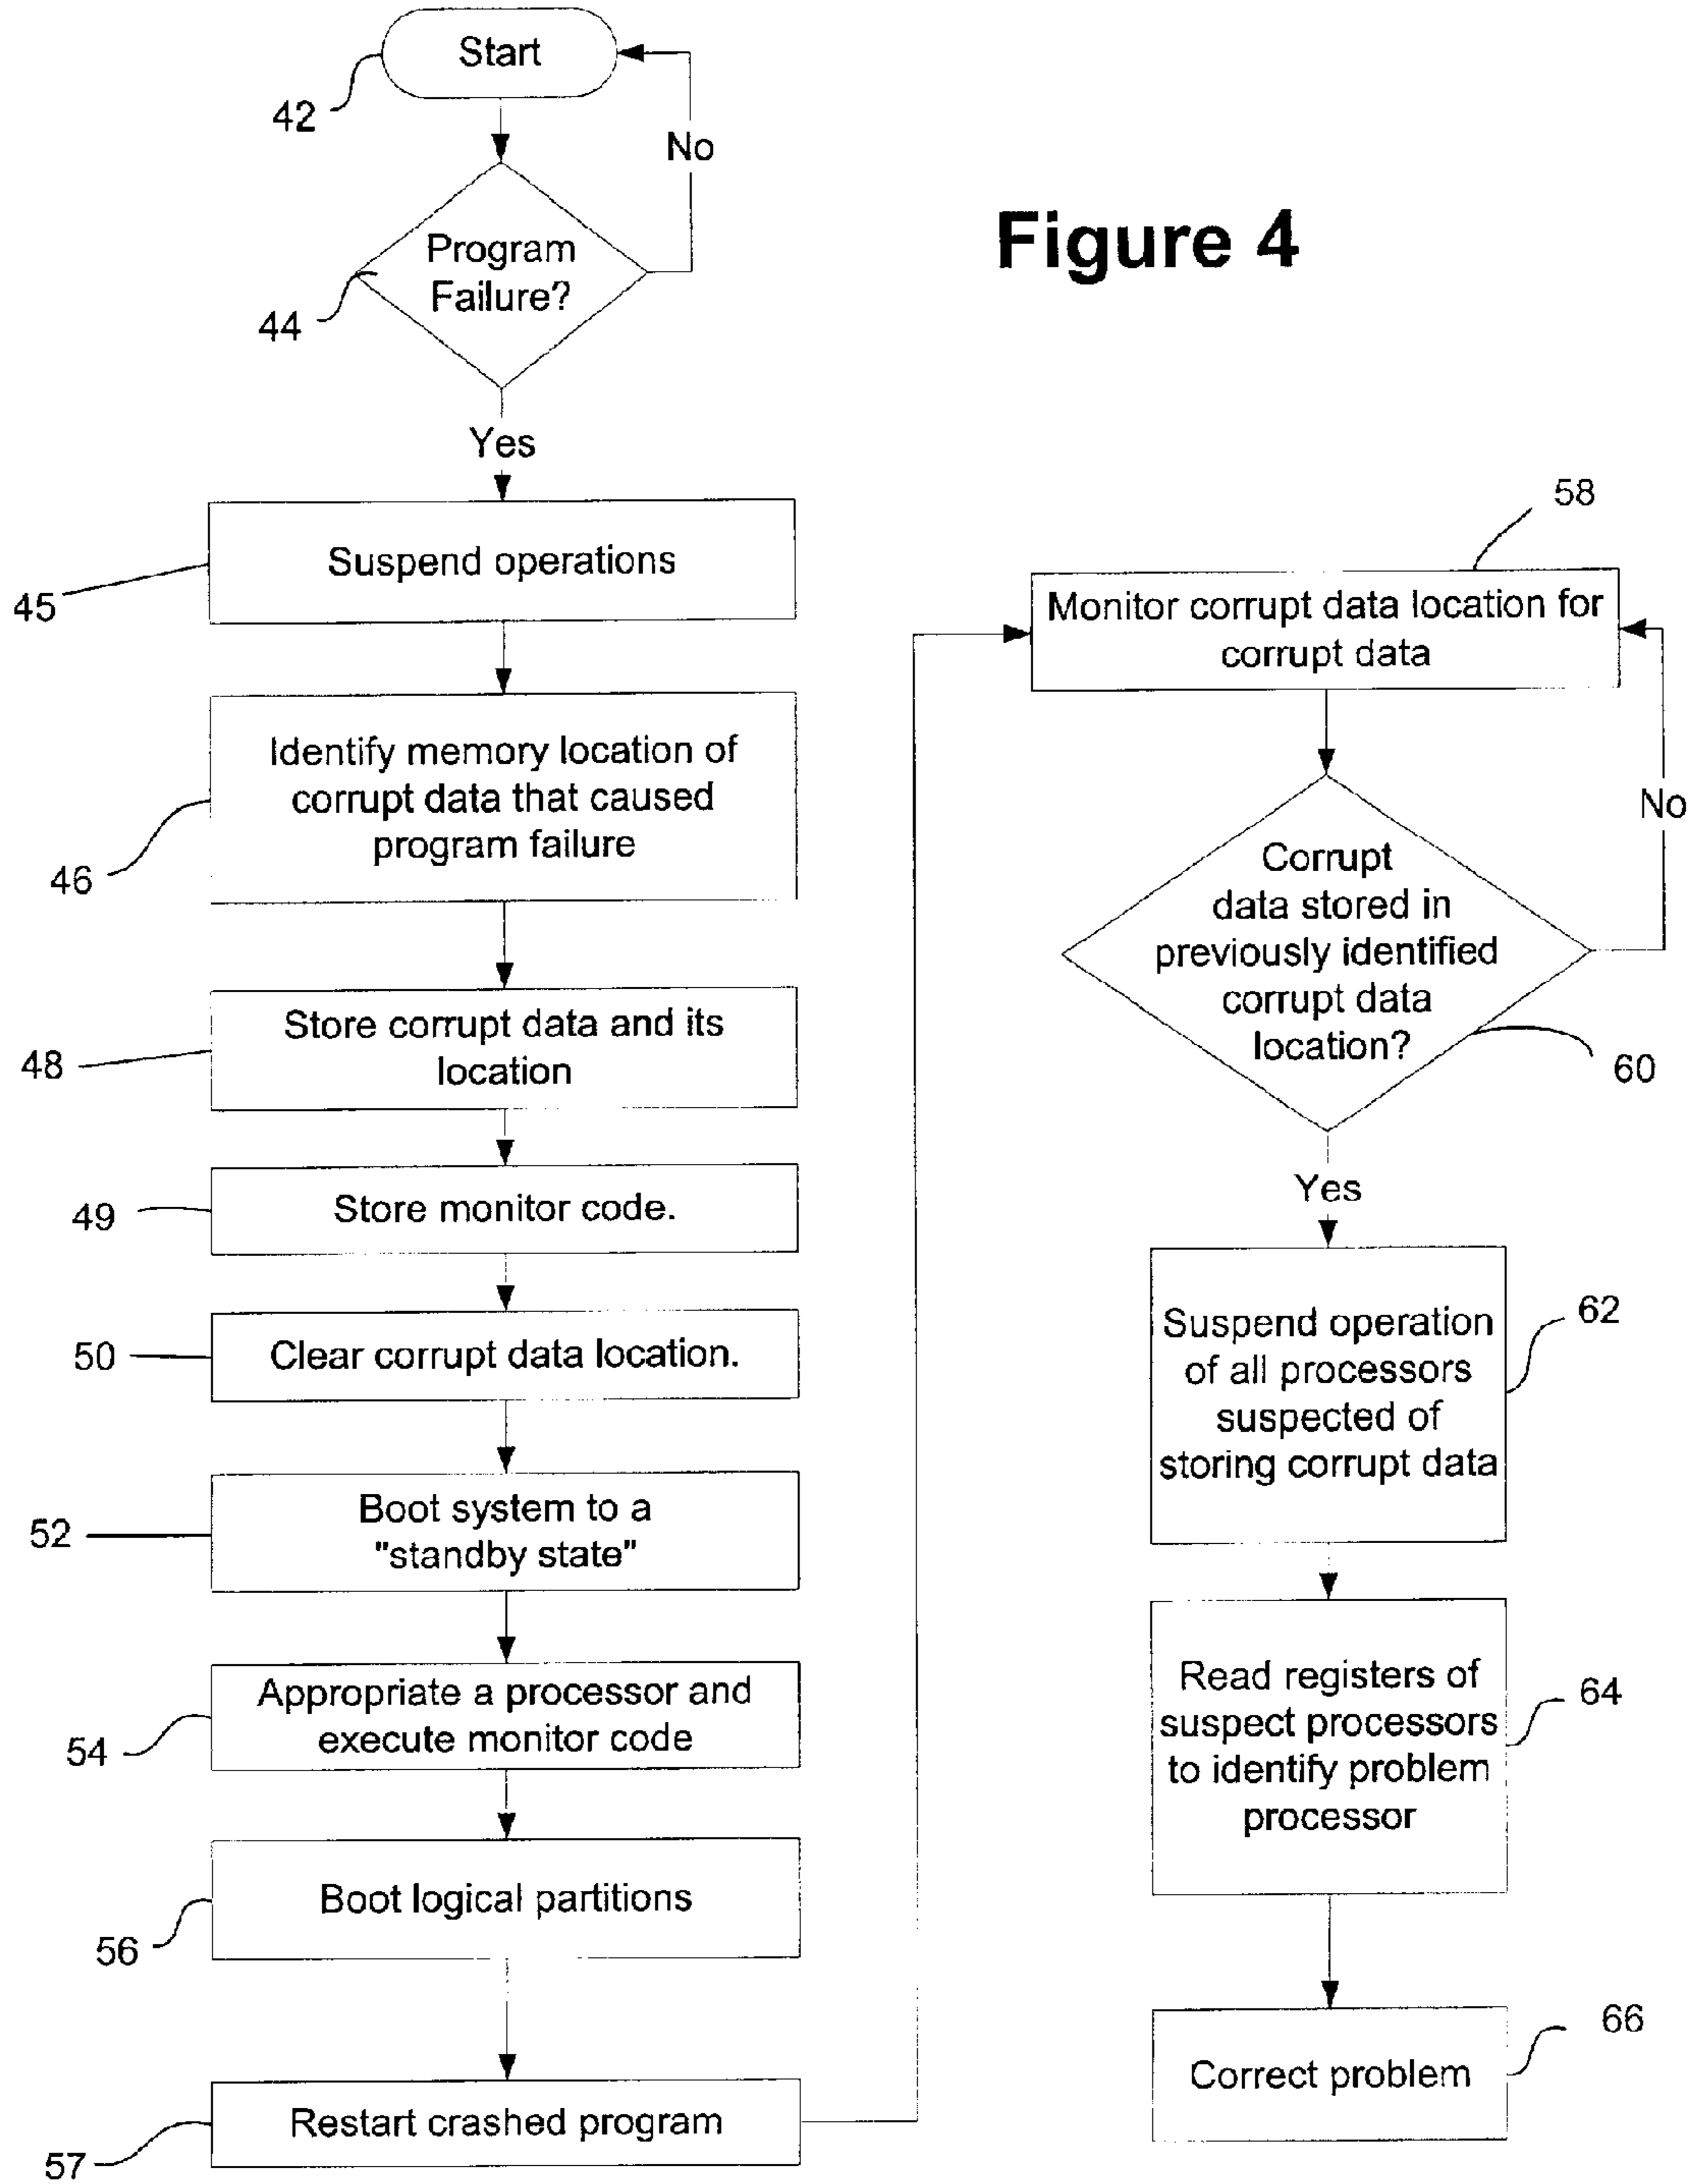 Start
42
No
Program
Failure?
44
Figure 4
Yes
Suspend operations
45
Identify memory location of
corrupt data that caused
program failure
46
Store corrupt data and its
location
48
Store monitor code.
49
Clear corrupt data location.
50
Boot system to a
"standby state"
52
Appropriate a processor and
execute monitor code
54
Boot logical partitions
56
Restart crashed program
57
58
Monitor corrupt data location for
corrupt data
No
Corrupt
data stored in
previously identified
corrupt data
location?
60
Yes
Suspend operation
of all processors
suspected of
storing corrupt data
62
Read registers of
suspect processors
to identify problem
processor
64
Correct problem
66